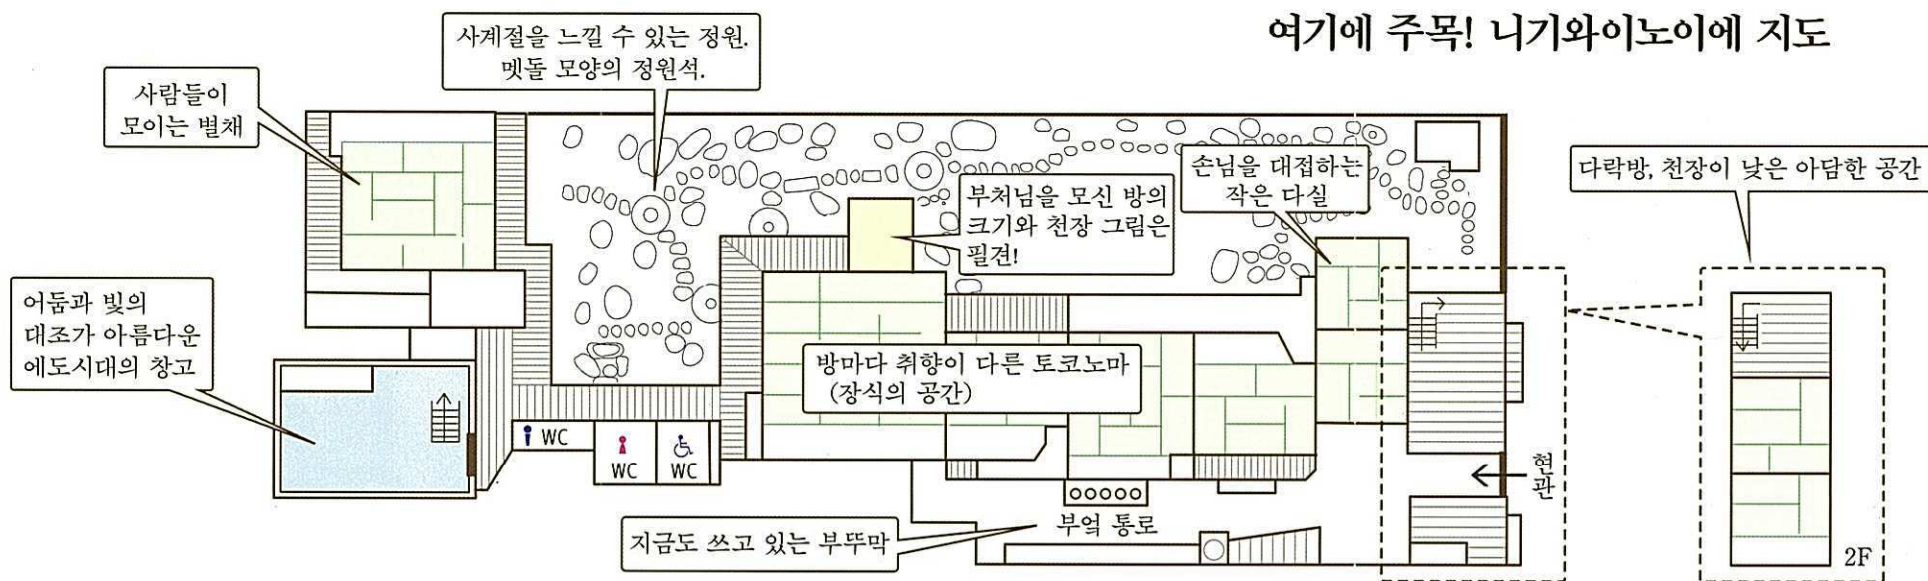 여기에 주목! 니기와이노이에 지도
사계절을 느낄 수 있는 정원.
멧돌 모양의 정원석.
사람들이
모이는 별채
손님을 대접하는
작은 다실
다락방, 천장이 낮은 아담한 공간
부처님을 모신 방의
크기와 천장 그림은
필견!
어둠과 빛의
대조가 아름다운
에도시대의 창고
방마다 취향이 다른 토코노마
(장식의 공간)
WC
WC
WC
현관
부엌 통로
지금도 쓰고 있는 부뚜막
2F